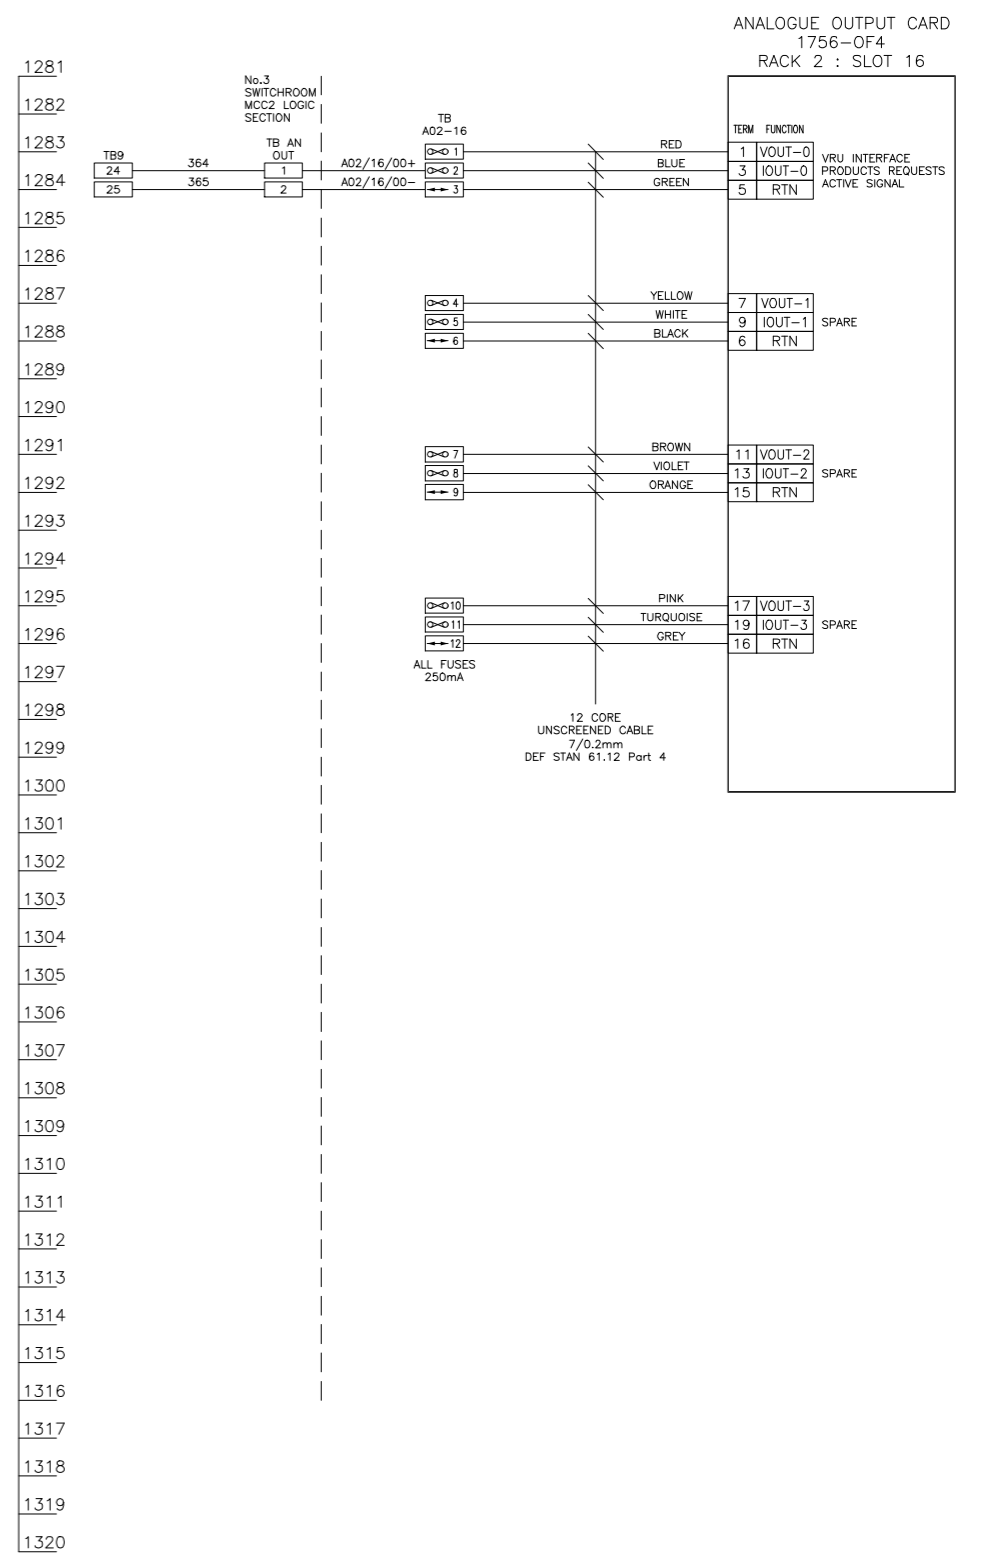 ANALOGUE OUTPUT CARD
1756-OF4
RACK 2 : SLOT 16
1281
1282
1283
1284
1285
1286
1287
1288
1289
1290
1291
1292
1293
1294
1295
1296
1297
1298
1299
1300
1301
1302
1303
1304
1305
1306
1307
1308
1309
1310
1311
1312
1313
1314
1315
1316
1317
1318
1319
1320
No.3
SWITCHROOM
MCC2 LOGIC
SECTION
TB9
24
25
364
365
TB AN
OUT
1
2
A02/16/00+
A02/16/00-
TB
A02-16
1
2
3
4
5
6
7
8
9
10
11
12
ALL FUSES
250mA
RED
BLUE
GREEN
YELLOW
WHITE
BLACK
BROWN
VIOLET
ORANGE
PINK
TURQUOISE
GREY
12 CORE
UNSCREENED CABLE
7/0.2mm
DEF STAN 61.12 Part 4
TERM FUNCTION
1 VOUT-0
3 IOUT-0
5 RTN
VRU INTERFACE
PRODUCTS REQUESTS
ACTIVE SIGNAL
7 VOUT-1
9 IOUT-1 SPARE
6 RTN
11 VOUT-2
13 IOUT-2 SPARE
15 RTN
17 VOUT-3
19 IOUT-3 SPARE
16 RTN